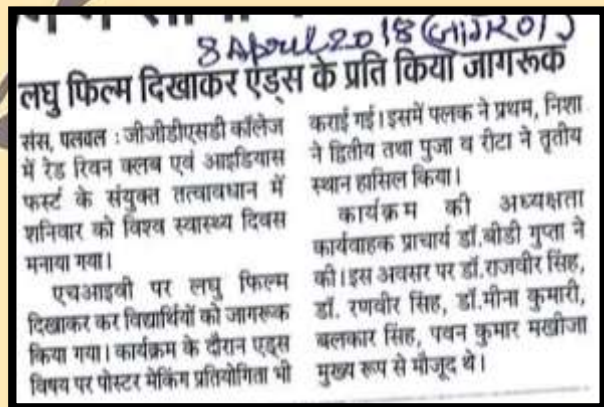 8 April 2018 (जागरण)
लघु फिल्म दिखाकर एड्स के प्रति किया जागरूक
संस, पलवल : जीजीडीएसडी कॉलेज
में रेड रिवन क्लब एवं आइडियास
फर्स्ट के संयुक्त तत्वावधान में
शनिवार को विश्व स्वास्थ्य दिवस
मनाया गया।
एचआइवी पर लघु फिल्म
दिखाकर कर विद्यार्थियों को जागरूक
किया गया। कार्यक्रम के दौरान एड्स
विषय पर पोस्टर मेकिंग प्रतियोगिता भी
कराई गई। इसमें पलक ने प्रथम, निशा
ने द्वितीय तथा पुजा व रीटा ने तृतीय
स्थान हासिल किया।
कार्यक्रम की अध्यक्षता
कार्यवाहक प्राचार्य डॉ.बीडी गुप्ता ने
की। इस अवसर पर डॉ.राजवीर सिंह,
डॉ. रणवीर सिंह, डॉ.मीना कुमारी,
बलकार सिंह, पवन कुमार मखीजा
मुख्य रूप से मौजूद थे।